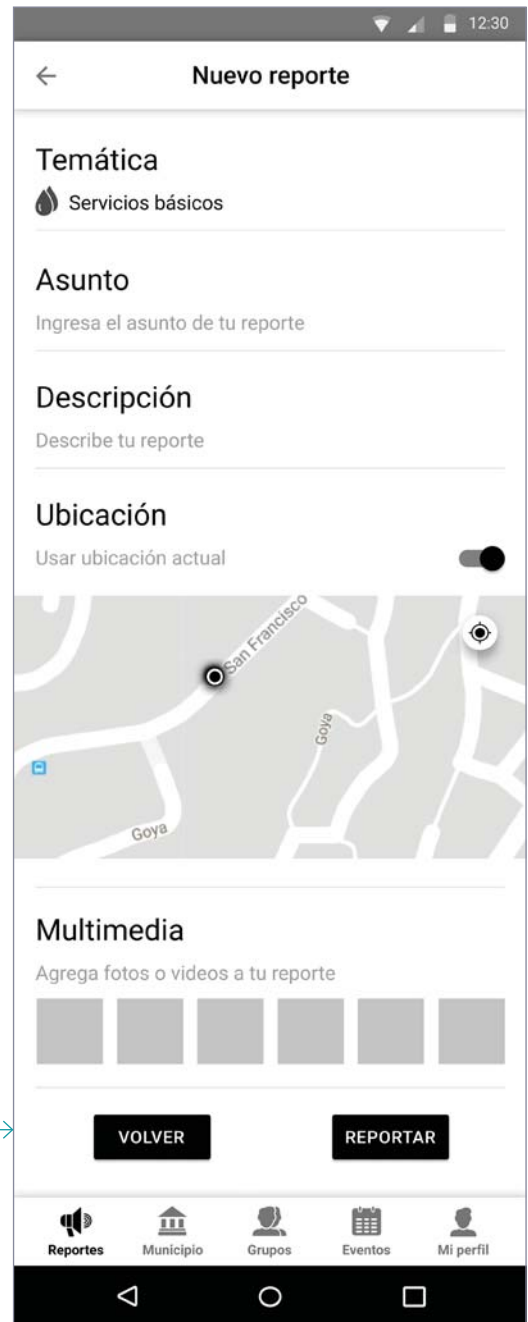 12:30
Nuevo reporte
Temática
Servicios básicos
Asunto
Ingresa el asunto de tu reporte
Descripción
Describe tu reporte
Ubicación
Usar ubicación actual
San Francisco
Goya
Goya
Multimedia
Agrega fotos o videos a tu reporte
VOLVER REPORTAR
Reportes Municipio Grupos Eventos Mi perfil